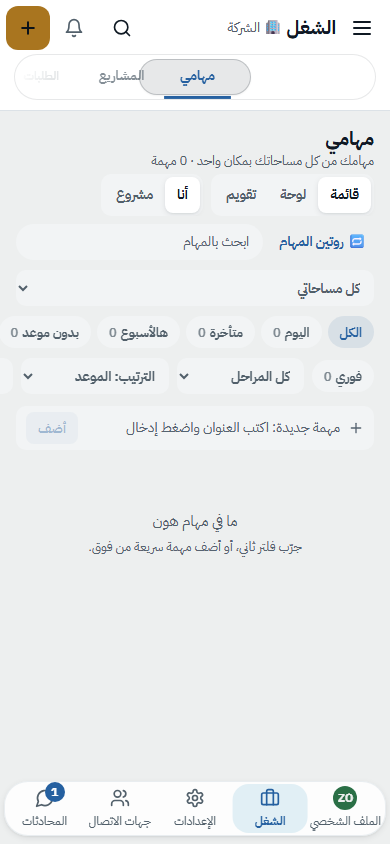 الشغل 🏢 الشركة
مهامي المشاريع الطلبات
مهامي
مهامك من كل مساحاتك بمكان واحد · 0 مهمة
قائمة لوحة تقويم أنا مشروع
روتين المهام ابحث بالمهام
كل مساحاتي
الكل اليوم 0 متأخرة 0 هالأسبوع 0 بدون موعد 0
فوري 0 كل المراحل الترتيب: الموعد
+ مهمة جديدة: اكتب العنوان واضغط إدخال أضف
ما في مهام هون
جرّب فلتر ثاني، أو أضف مهمة سريعة من فوق.
ZO 1
الملف الشخصي الشغل الإعدادات جهات الاتصال المحادثات